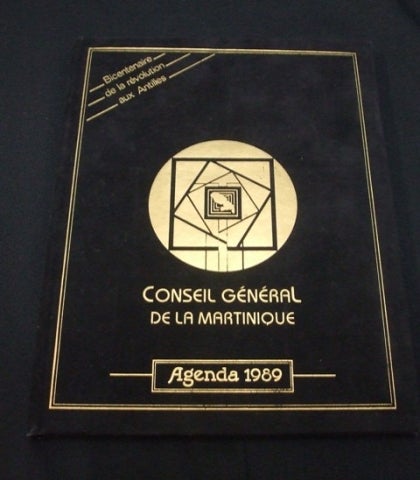 Bicentenaire
de la révolution
aux Antilles
CONSEIL GÉNÉRAL
DE LA MARTINIQUE
Agenda 1989